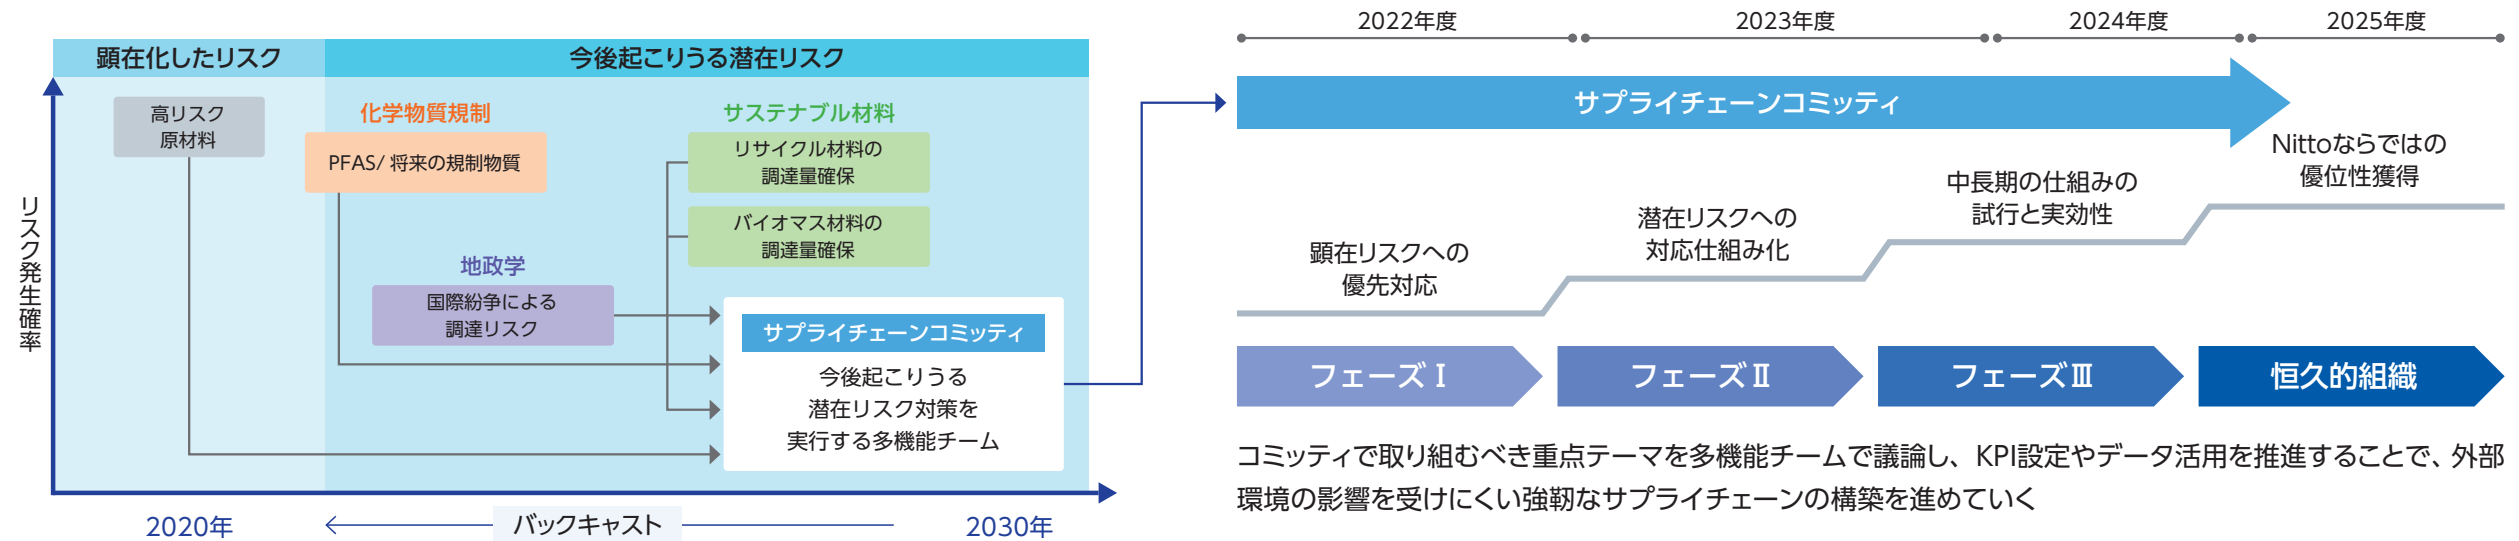 顕在化したリスク
今後起こりうる潜在リスク
リスク発生確率
高リスク
原材料
化学物質規制
PFAS/ 将来の規制物質
サステナブル材料
リサイクル材料の
調達量確保
バイオマス材料の
調達量確保
地政学
国際紛争による
調達リスク
サプライチェーンコミッティ
今後起こりうる
潜在リスク対策を
実行する多機能チーム
2020年
バックキャスト
2030年
2022年度
2023年度
2024年度
2025年度
サプライチェーンコミッティ
顕在リスクへの
優先対応
潜在リスクへの
対応仕組み化
中長期の仕組みの
試行と実効性
Nittoならではの
優位性獲得
フェーズⅠ
フェーズⅡ
フェーズⅢ
恒久的組織
コミッティで取り組むべき重点テーマを多機能チームで議論し、KPI設定やデータ活用を推進することで、外部
環境の影響を受けにくい強靭なサプライチェーンの構築を進めていく